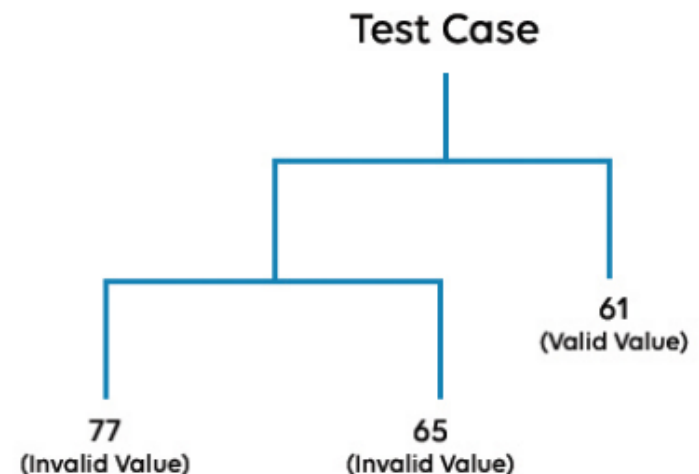 Test Case
61
(Valid Value)
77
(Invalid Value)
65
(Invalid Value)